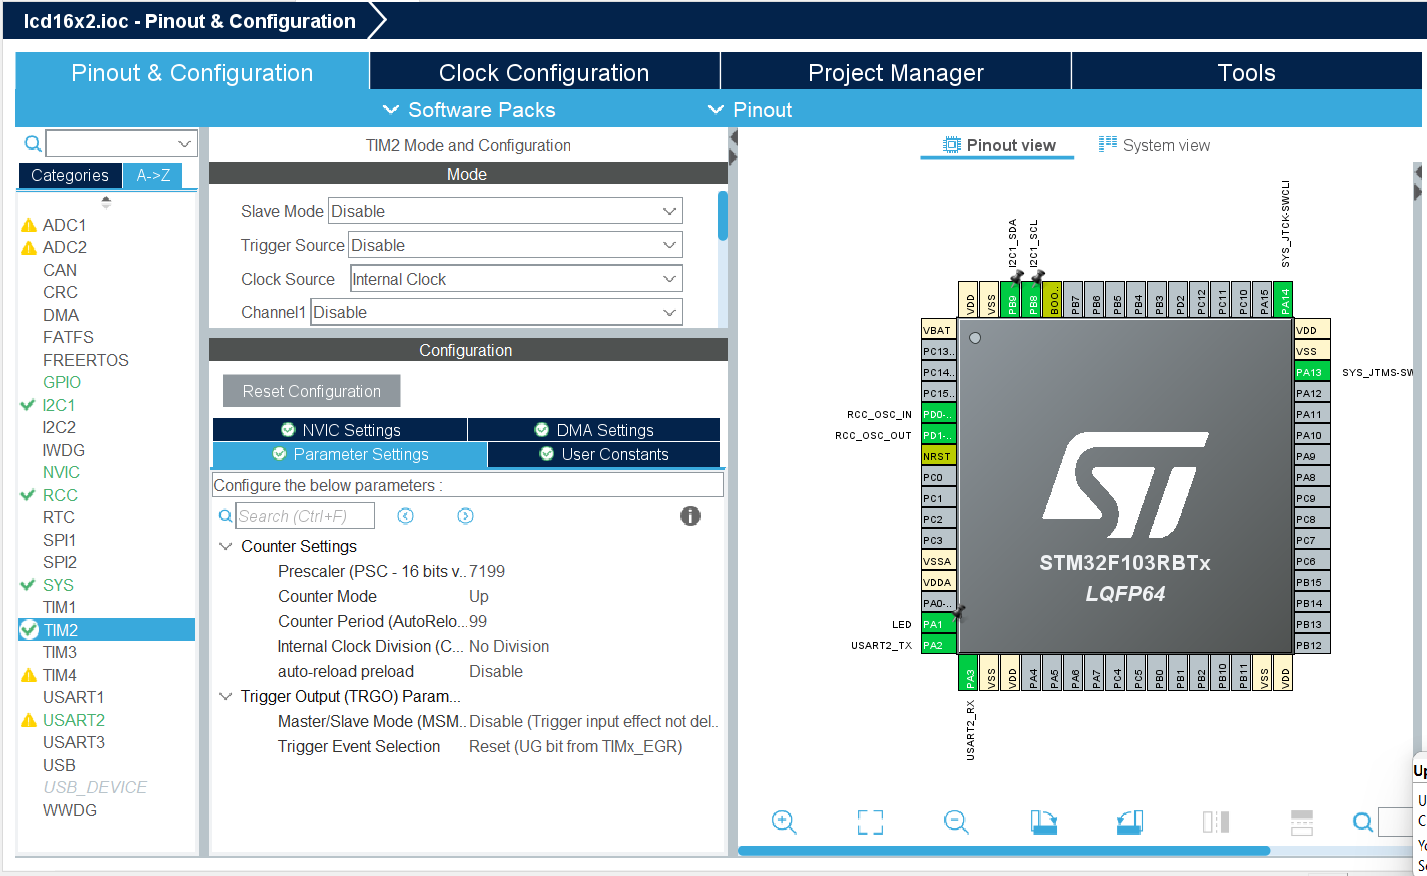 lcd16x2.ioc - Pinout & Configuration
Pinout & Configuration
Clock Configuration
Project Manager
Tools
Software Packs
Pinout
Categories
A->Z
ADC1
ADC2
CAN
CRC
DMA
FATFS
FREERTOS
GPIO
I2C1
I2C2
IWDG
NVIC
RCC
RTC
SPI1
SPI2
SYS
TIM1
TIM2
TIM3
TIM4
USART1
USART2
USART3
USB
USB_DEVICE
WWDG
TIM2 Mode and Configuration
Mode
Slave Mode Disable
Trigger Source Disable
Clock Source Internal Clock
Channel1 Disable
Configuration
Reset Configuration
NVIC Settings
DMA Settings
Parameter Settings
User Constants
Configure the below parameters :
Search (Ctrl+F)
Counter Settings
Prescaler (PSC - 16 bits v.. 7199
Counter Mode Up
Counter Period (AutoRelo... 99
Internal Clock Division (C... No Division
auto-reload preload Disable
Trigger Output (TRGO) Param...
Master/Slave Mode (MSM.. Disable (Trigger input effect not del..
Trigger Event Selection Reset (UG bit from TIMx_EGR)
Pinout view
System view
I2C1_SDA
I2C1_SCL
SYS_JTCK-SWCLI
VDD
VSS
PB9
PB8
BOO..
PB7
PB6
PB5
PB4
PB3
PD2
PC12
PC11
PC10
PA15
PA14
VBAT
PC13..
PC14..
PC15..
RCC_OSC_IN PD0-..
RCC_OSC_OUT PD1-..
NRST
PC0
PC1
PC2
PC3
VSSA
VDDA
PA0-..
LED PA1
USART2_TX PA2
STM32F103RBTx
LQFP64
VDD
VSS
PA13 SYS_JTMS-SW
PA12
PA11
PA10
PA9
PA8
PC9
PC8
PC7
PC6
PB15
PB14
PB13
PB12
PA3
VSS
VDD
PA4
PA5
PA6
PA7
PC4
PC5
PB0
PB1
PB2
PB10
PB11
VSS
VDD
USART2_RX
Up
U
C
Yo
Se